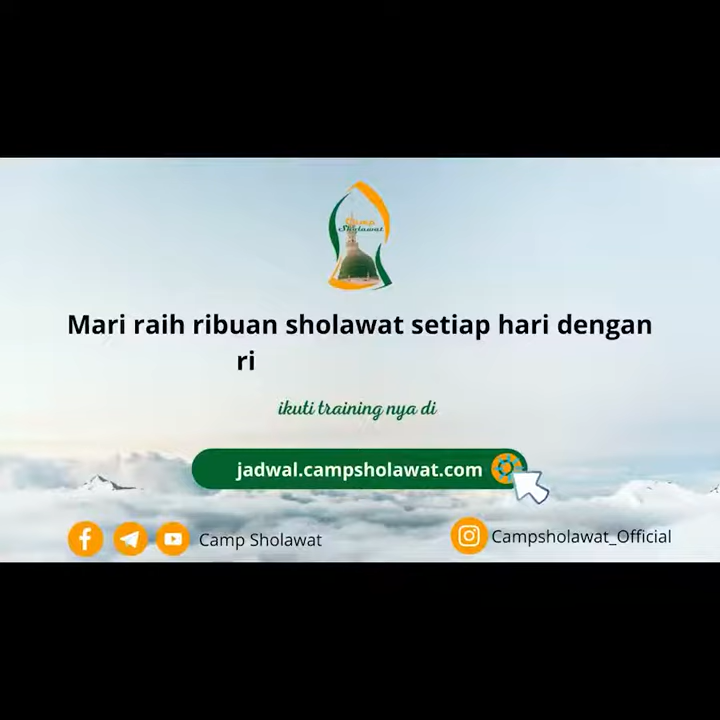 Camp
Sholawat
Mari raih ribuan sholawat setiap hari dengan
ri
ikuti training nya di
jadwal.campsholawat.com
Camp Sholawat
Campsholawat_Official